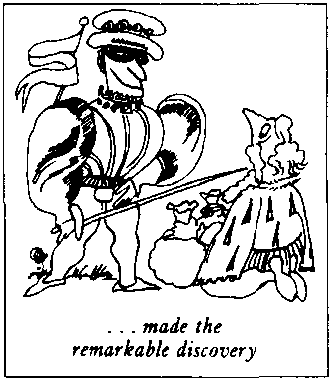 . . . made the
remarkable discovery